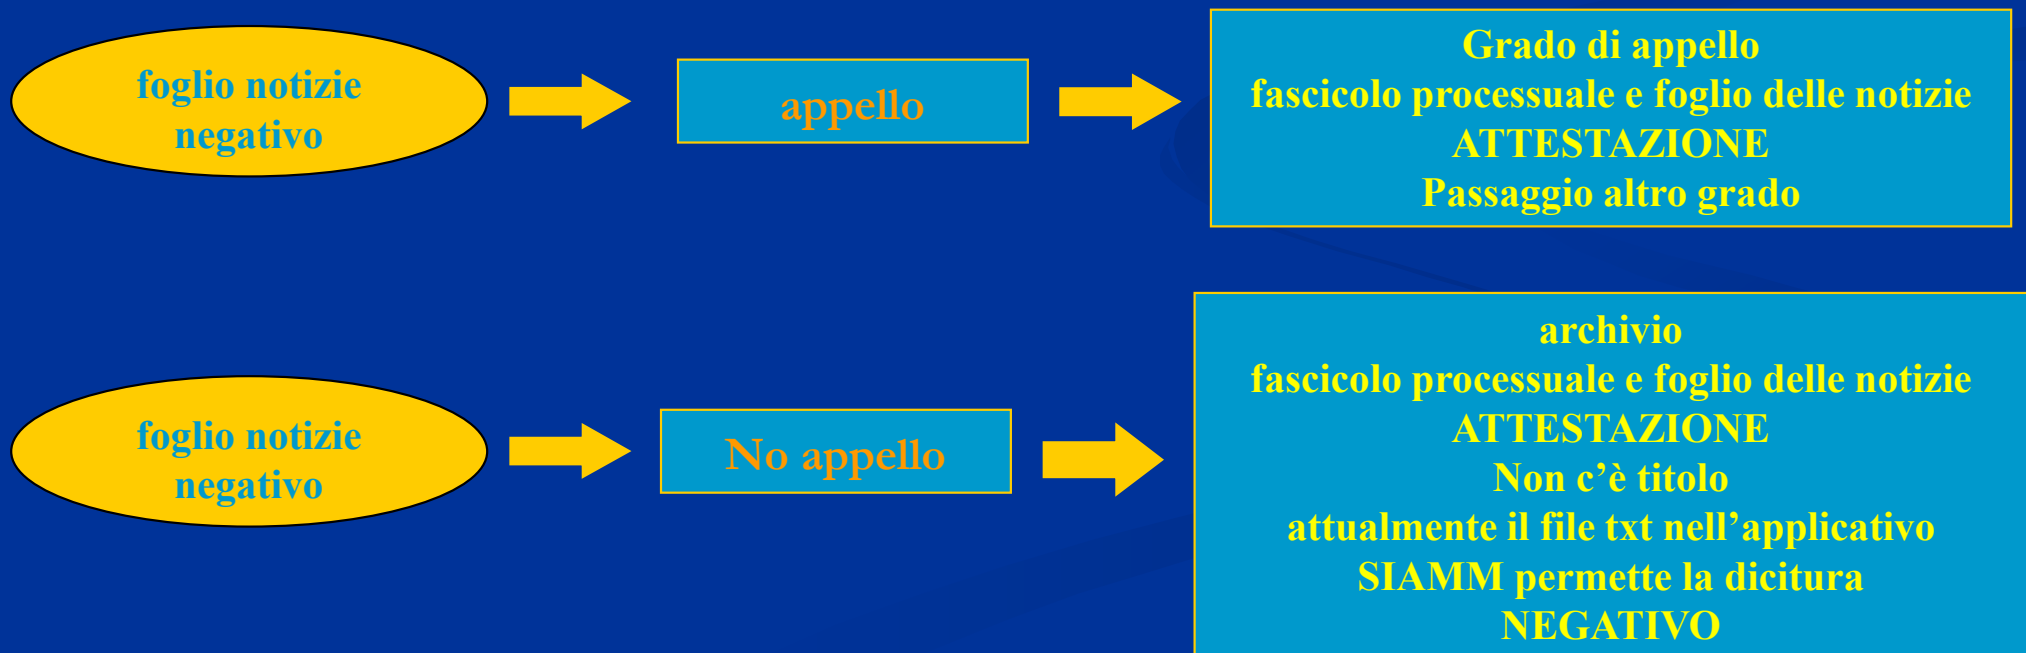 foglio notizie
negativo
appello
Grado di appello
fascicolo processuale e foglio delle notizie
ATTESTAZIONE
Passaggio altro grado
foglio notizie
negativo
No appello
archivio
fascicolo processuale e foglio delle notizie
ATTESTAZIONE
Non c’è titolo
attualmente il file txt nell’applicativo
SIAMM permette la dicitura
NEGATIVO